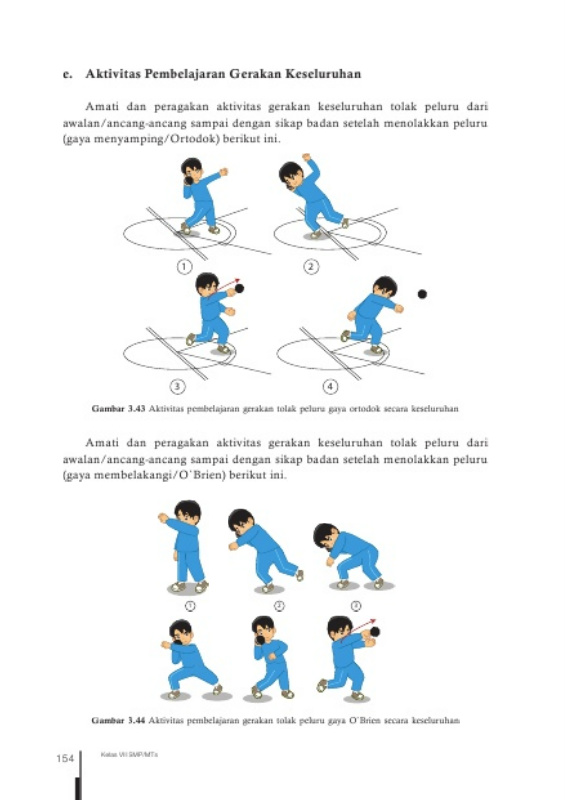 e. Aktivitas Pembelajaran Gerakan Keseluruhan
Amati dan peragakan aktivitas gerakan keseluruhan tolak peluru dari
awalan/ancang-ancang sampai dengan sikap badan setelah menolakkan peluru
(gaya menyamping/Ortodok) berikut ini.
1
2
3
4
Gambar 3.43 Aktivitas pembelajaran gerakan tolak peluru gaya ortodok secara keseluruhan
Amati dan peragakan aktivitas gerakan keseluruhan tolak peluru dari
awalan/ancang-ancang sampai dengan sikap badan setelah menolakkan peluru
(gaya membelakangi/O'Brien) berikut ini.
1
2
3
Gambar 3.44 Aktivitas pembelajaran gerakan tolak peluru gaya O'Brien secara keseluruhan
154
Kelas VII SMP/MTs